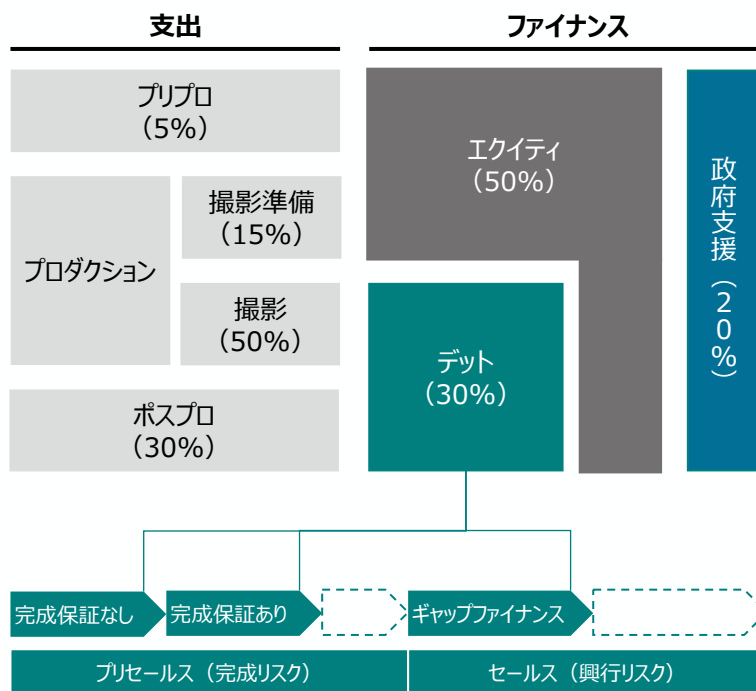 支出
ファイナンス
プリプロ
（5%）
プロダクション
撮影準備
（15%）
撮影
（50%）
ポスプロ
（30%）
エクイティ
（50%）
デット
（30%）
政府支援（20%）
完成保証なし
完成保証あり
ギャップファイナンス
プリセールス（完成リスク）
セールス（興行リスク）